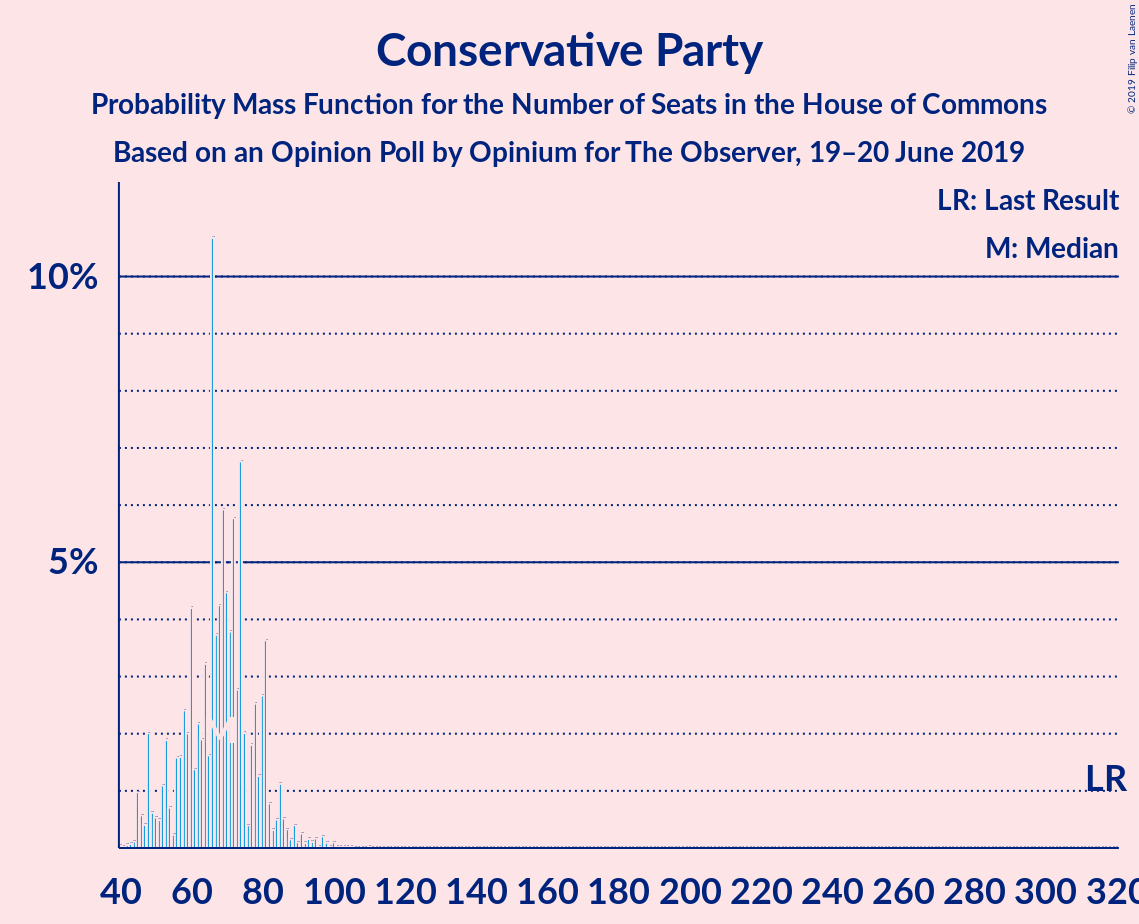 © 2019 Filip van Laenen
Conservative Party
Probability Mass Function for the Number of Seats in the House of Commons
Based on an Opinion Poll by Opinium for The Observer, 19–20 June 2019
LR: Last Result
M: Median
10%
5%
M
LR
40 60 80 100 120 140 160 180 200 220 240 260 280 300 320